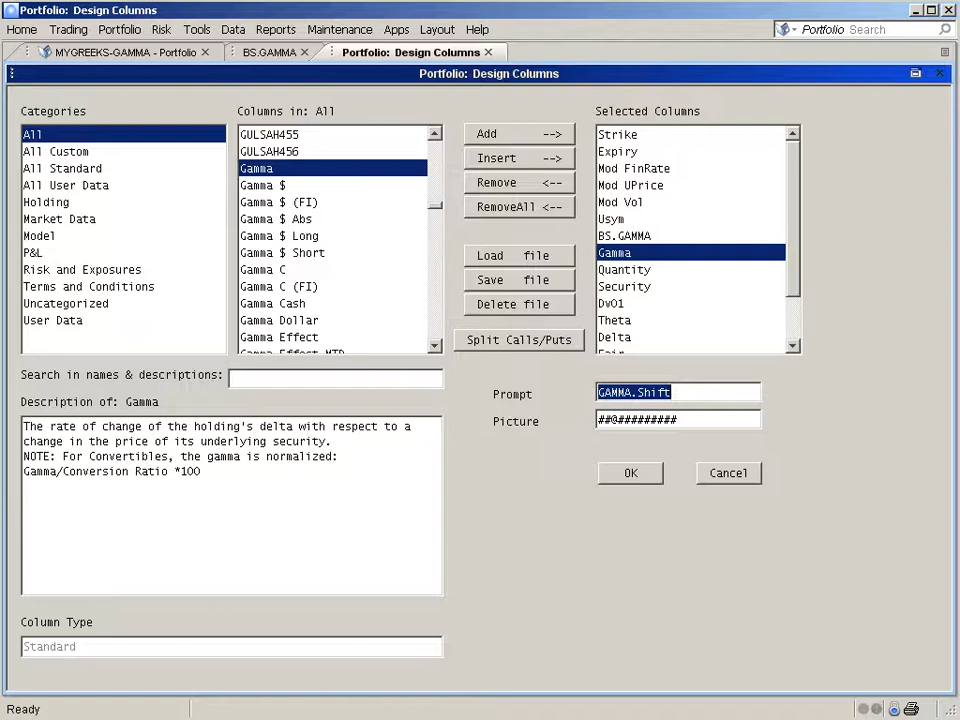 Portfolio: Design Columns
Home Trading Portfolio Risk Tools Data Reports Maintenance Apps Layout Help Portfolio Search
MYGREEKS-GAMMA - Portfolio BS.GAMMA Portfolio: Design Columns
Portfolio: Design Columns
Categories
All
All Custom
All Standard
All User Data
Holding
Market Data
Model
P&L
Risk and Exposures
Terms and Conditions
Uncategorized
User Data
Columns in: All
GULSAH455
GULSAH456
Gamma
Gamma $
Gamma $ (FI)
Gamma $ Abs
Gamma $ Long
Gamma $ Short
Gamma C
Gamma C (FI)
Gamma Cash
Gamma Dollar
Gamma Effect
Gamma Effect MTD
Add -->
Insert -->
Remove <--
RemoveAll <--
Load file
Save file
Delete file
Split Calls/Puts
Selected Columns
Strike
Expiry
Mod FinRate
Mod UPrice
Mod Vol
Usym
BS.GAMMA
Gamma
Quantity
Security
Dv01
Theta
Delta
Fair
Search in names & descriptions:
Description of: Gamma
The rate of change of the holding's delta with respect to a
change in the price of its underlying security.
NOTE: For Convertibles, the gamma is normalized:
Gamma/Conversion Ratio *100
Prompt GAMMA.Shift
Picture ##@#########
OK Cancel
Column Type
Standard
Ready